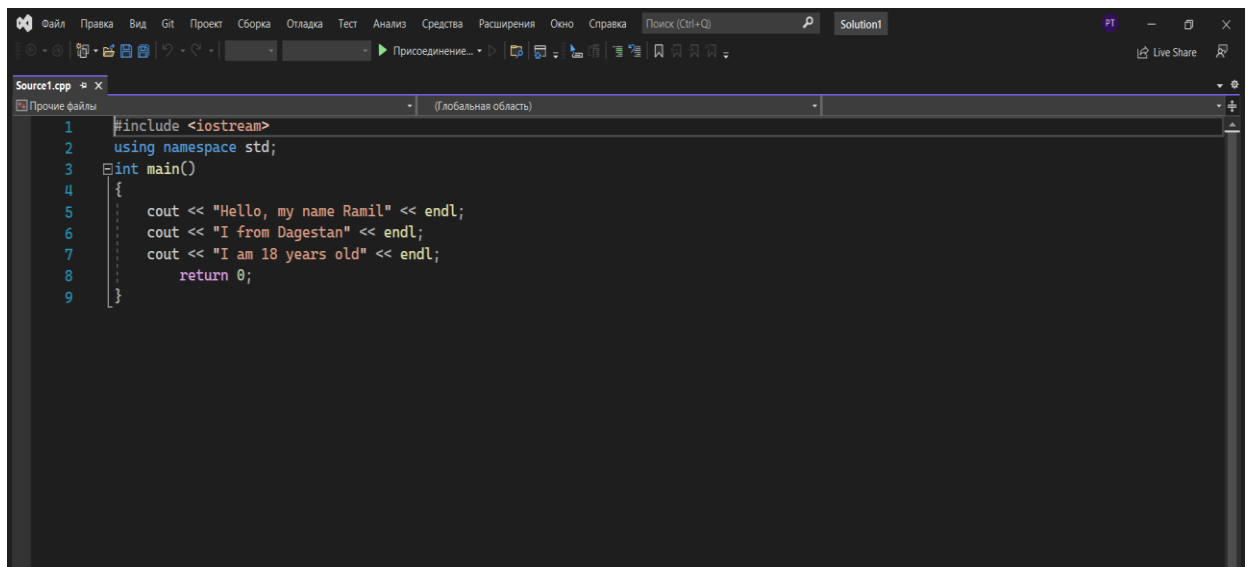 Файл Правка Вид Git Проект Сборка Отладка Тест Анализ Средства Расширения Окно Справка Поиск (Ctrl+Q) Solution1 PT
Присоединение... Live Share
Source1.cpp
Прочие файлы (Глобальная область)
1 #include <iostream>
2 using namespace std;
3 int main()
4 {
5 cout << "Hello, my name Ramil" << endl;
6 cout << "I from Dagestan" << endl;
7 cout << "I am 18 years old" << endl;
8 return 0;
9 }